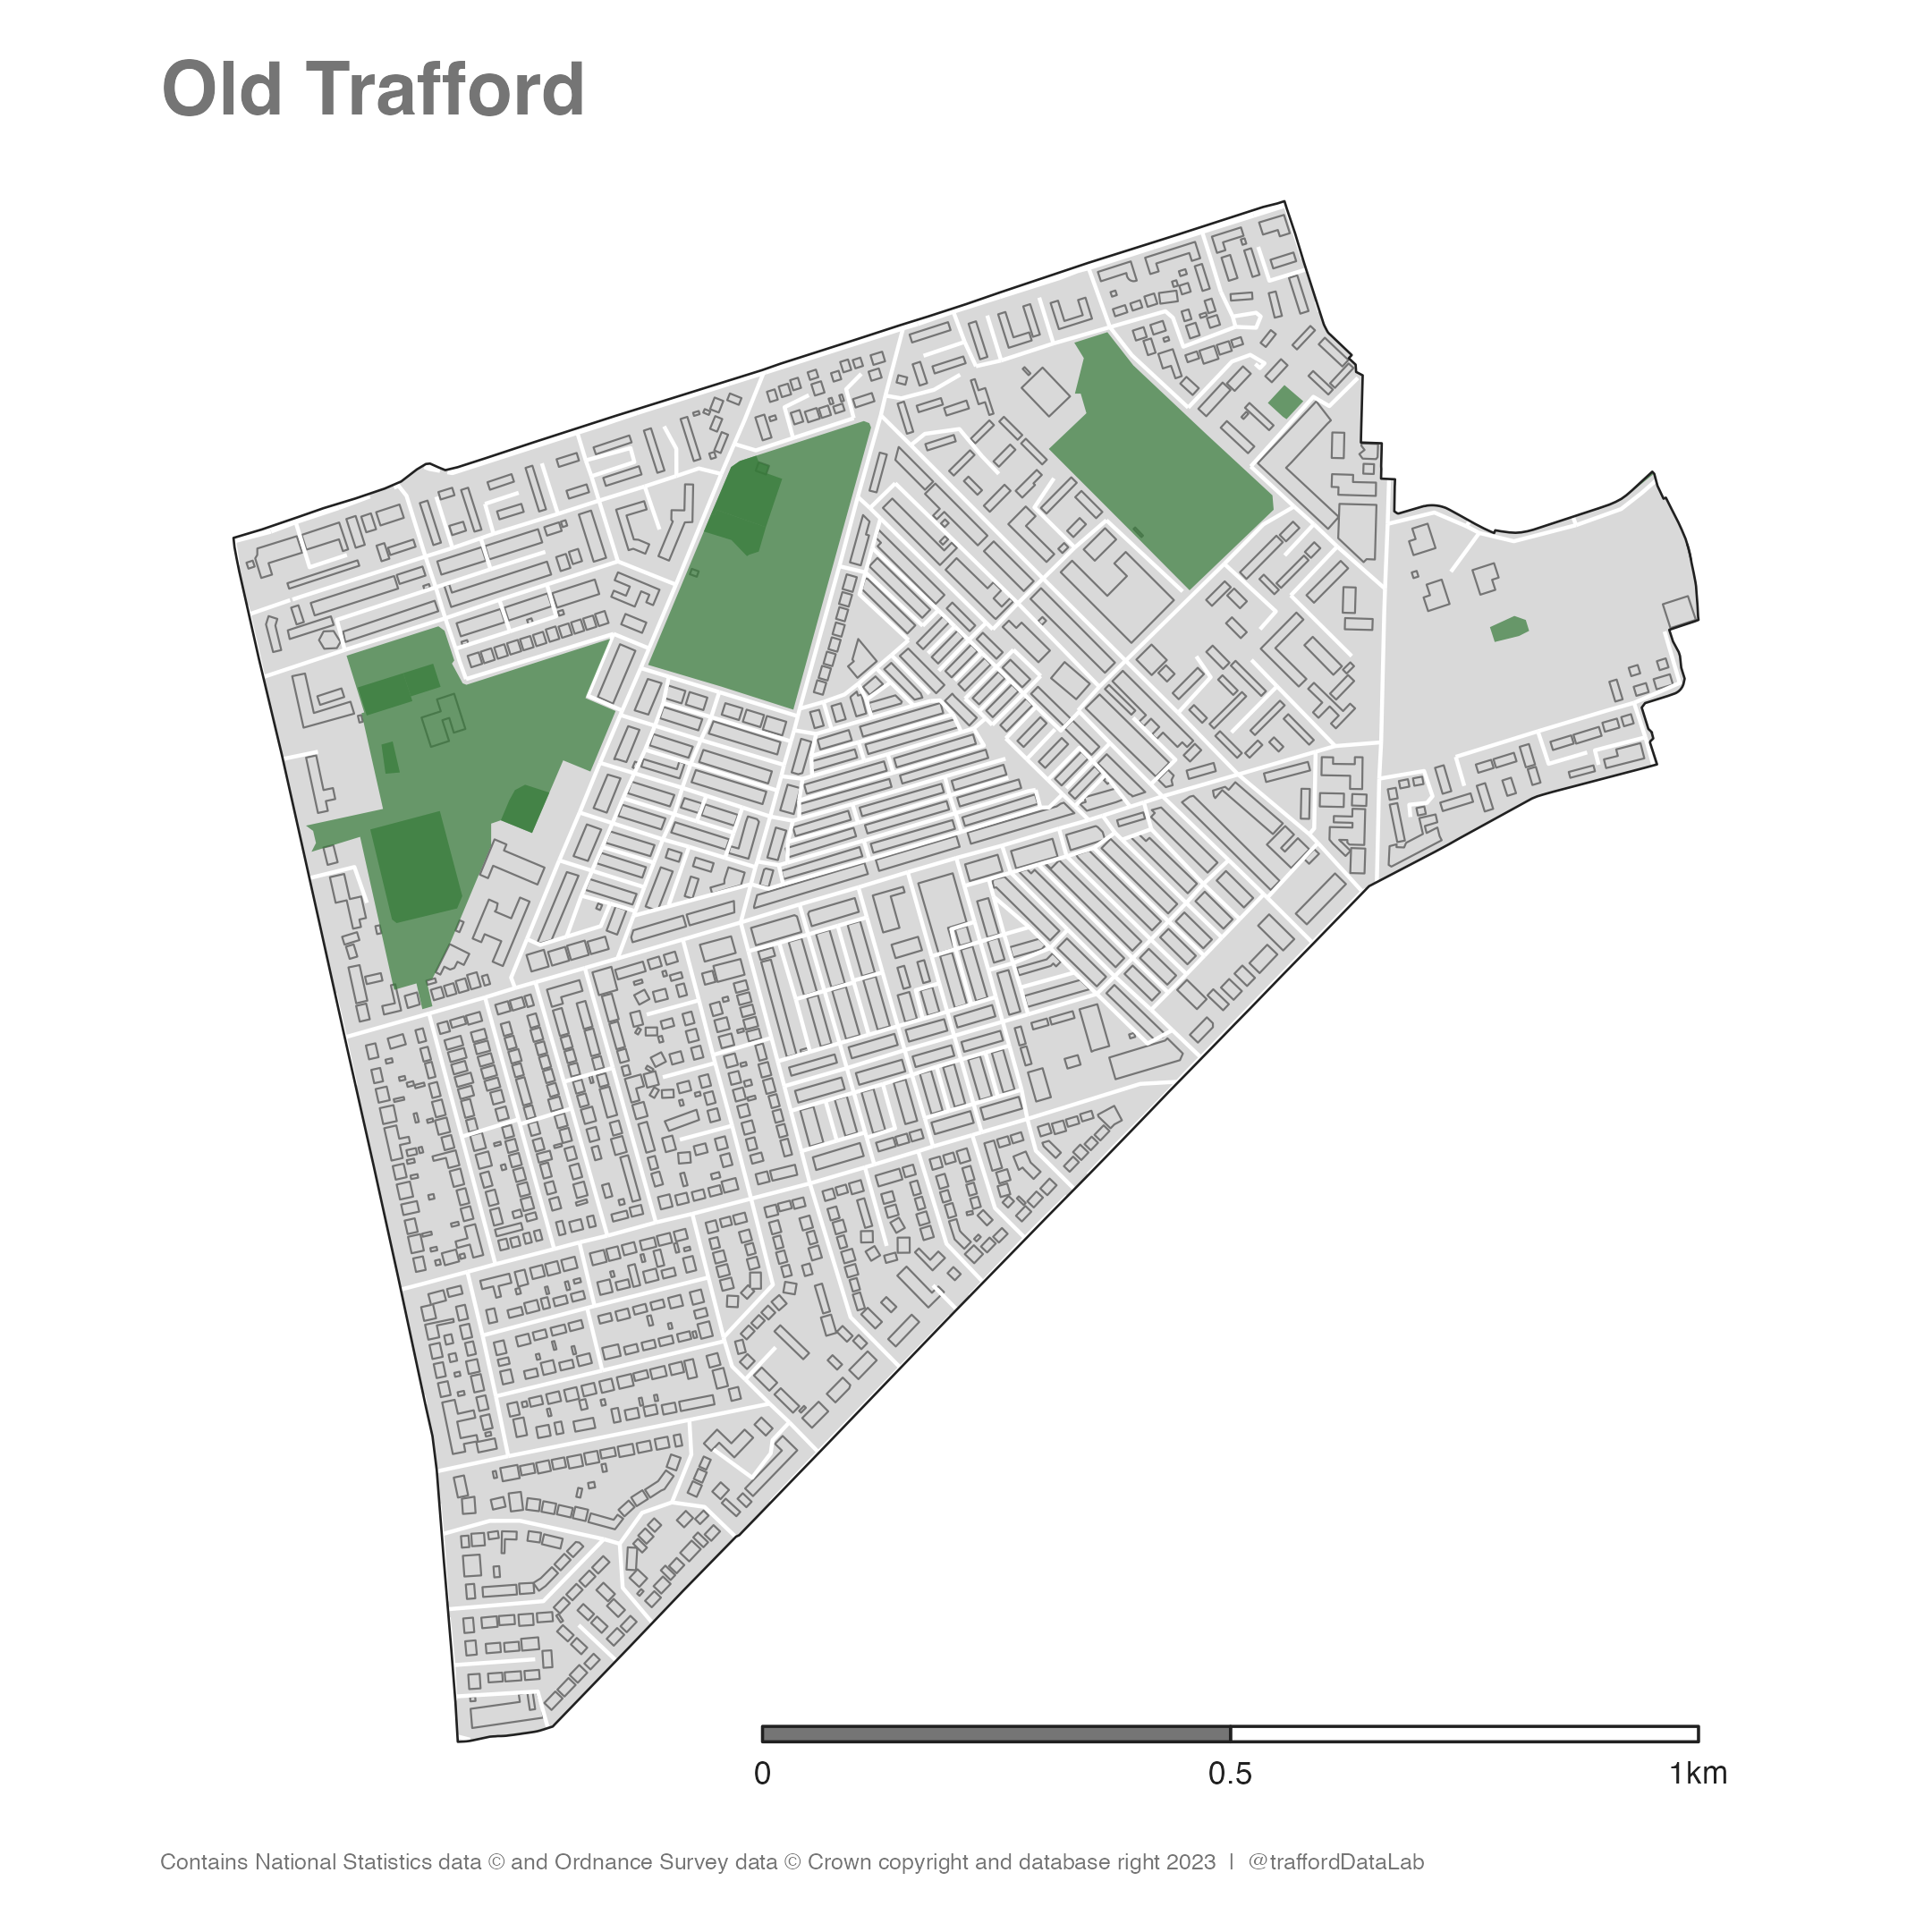 Old Trafford
0 0.5 1km
Contains National Statistics data © and Ordnance Survey data © Crown copyright and database right 2023 | @traffordDataLab